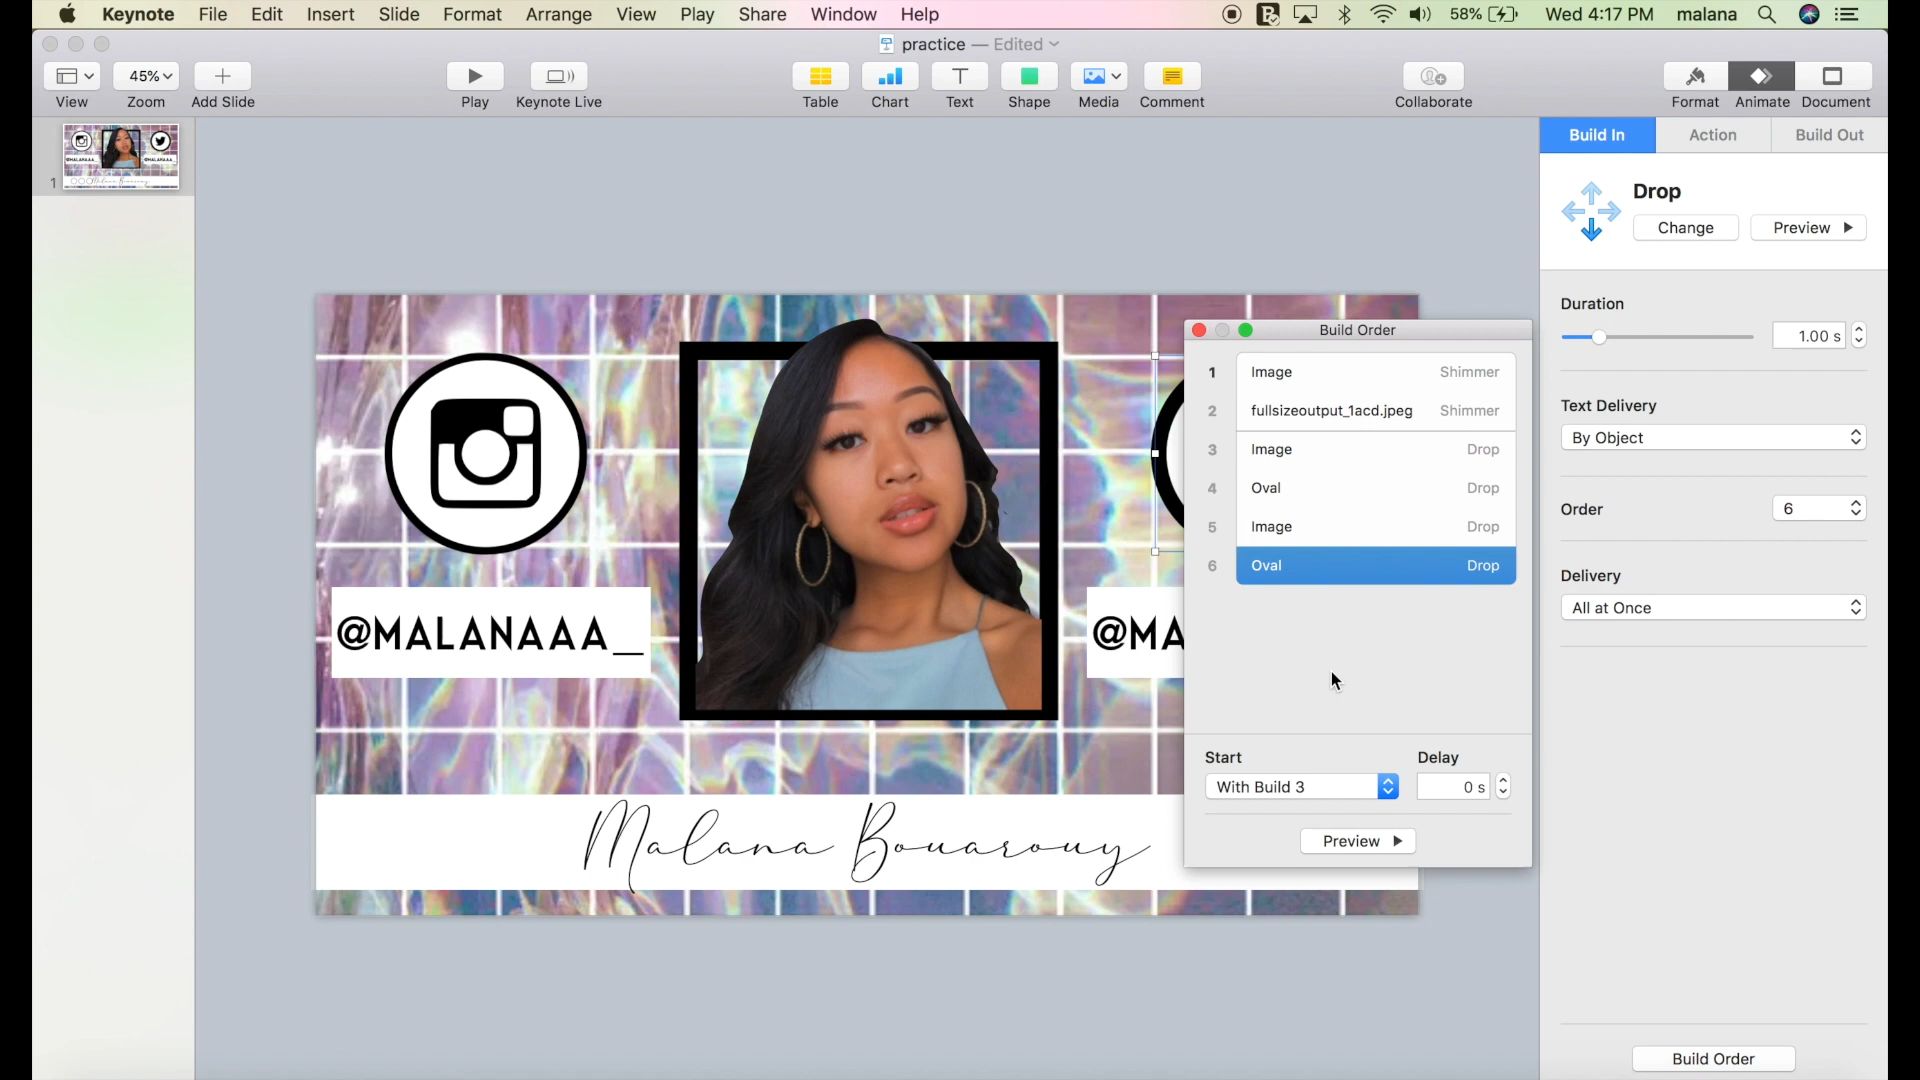 Keynote File Edit Insert Slide Format Arrange View Play Share Window Help 58% Wed 4:17 PM malana
practice — Edited
45%
View Zoom Add Slide Play Keynote Live Table Chart Text Shape Media Comment Collaborate Format Animate Document
Build In Action Build Out
1
Drop
Change Preview
Duration
1.00 s
Text Delivery
By Object
Order 6
Delivery
All at Once
Build Order
Build Order
1 Image Shimmer
2 fullsizeoutput_1acd.jpeg Shimmer
3 Image Drop
4 Oval Drop
5 Image Drop
6 Oval Drop
Start Delay
With Build 3 0 s
Preview
@MALANAAA_
@MA
Malana Bouarouy